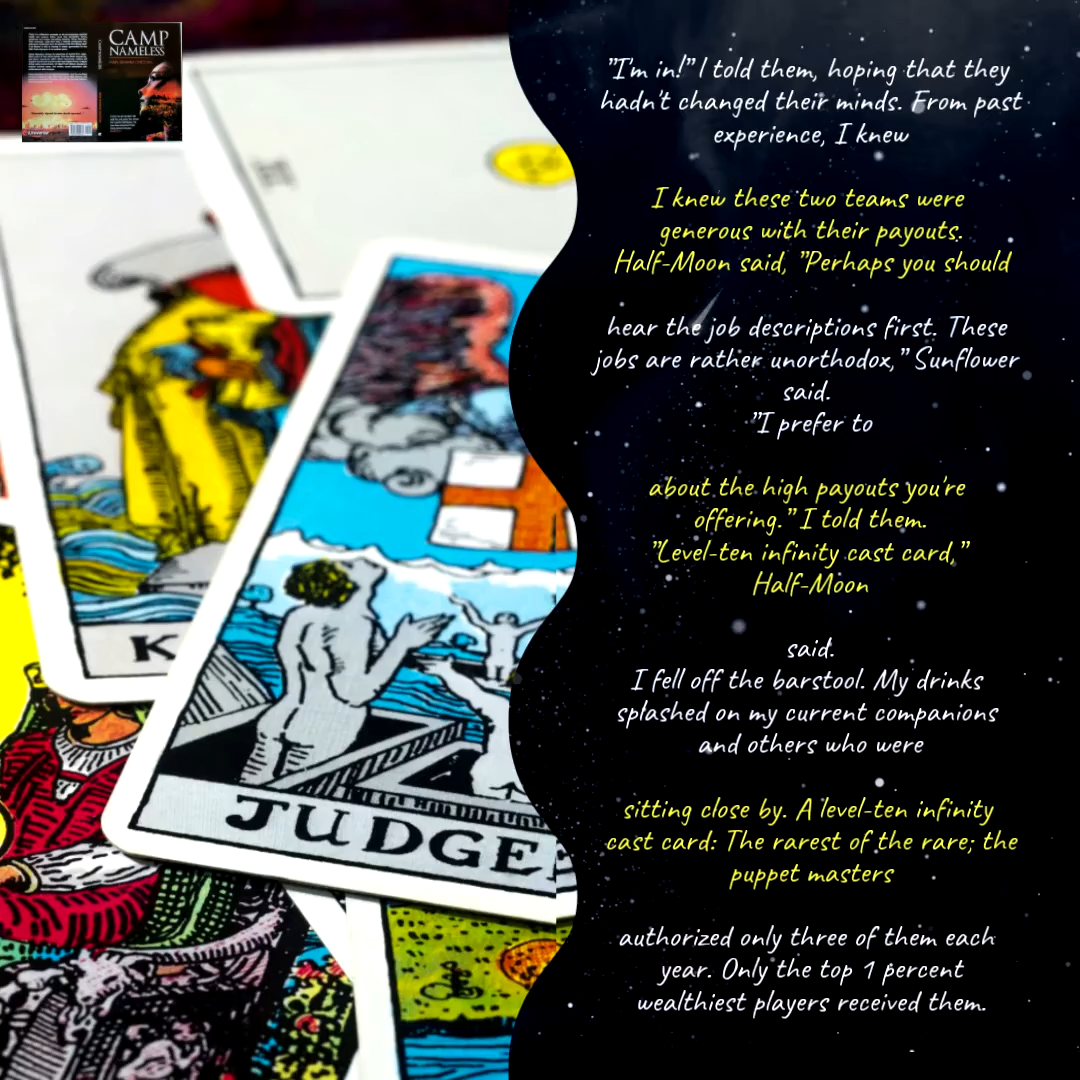 CAMP
NAMELESS
"I'm in!" I told them, hoping that they
hadn't changed their minds. From past
experience, I knew
I knew these two teams were
generous with their payouts.
Half-Moon said, "Perhaps you should
hear the job descriptions first. These
jobs are rather unorthodox," Sunflower
said.
"I prefer to
about the high payouts you're
offering." I told them.
"Level-ten infinity cast card,"
Half-Moon
said.
I fell off the barstool. My drinks
splashed on my current companions
and others who were
sitting close by. A level-ten infinity
cast card: The rarest of the rare; the
puppet masters
authorized only three of them each
year. Only the top 1 percent
wealthiest players received them.
K
JUDGE